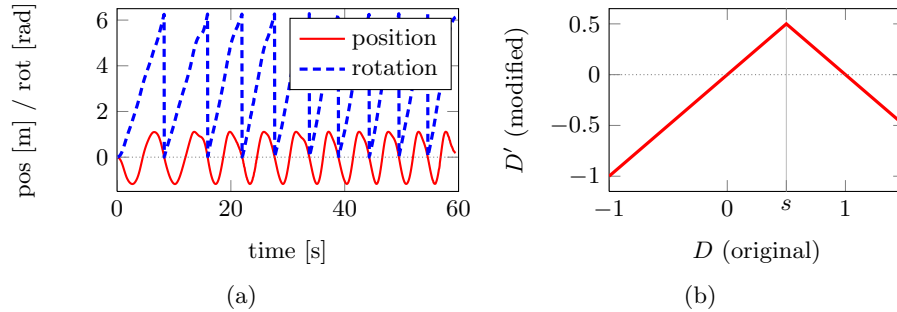 pos [m] / rot [rad]
6
4
2
0
position
rotation
0
20
40
60
time [s]
(a)
D′ (modified)
0.5
0
−0.5
−1
−1
0
s
1
D (original)
(b)